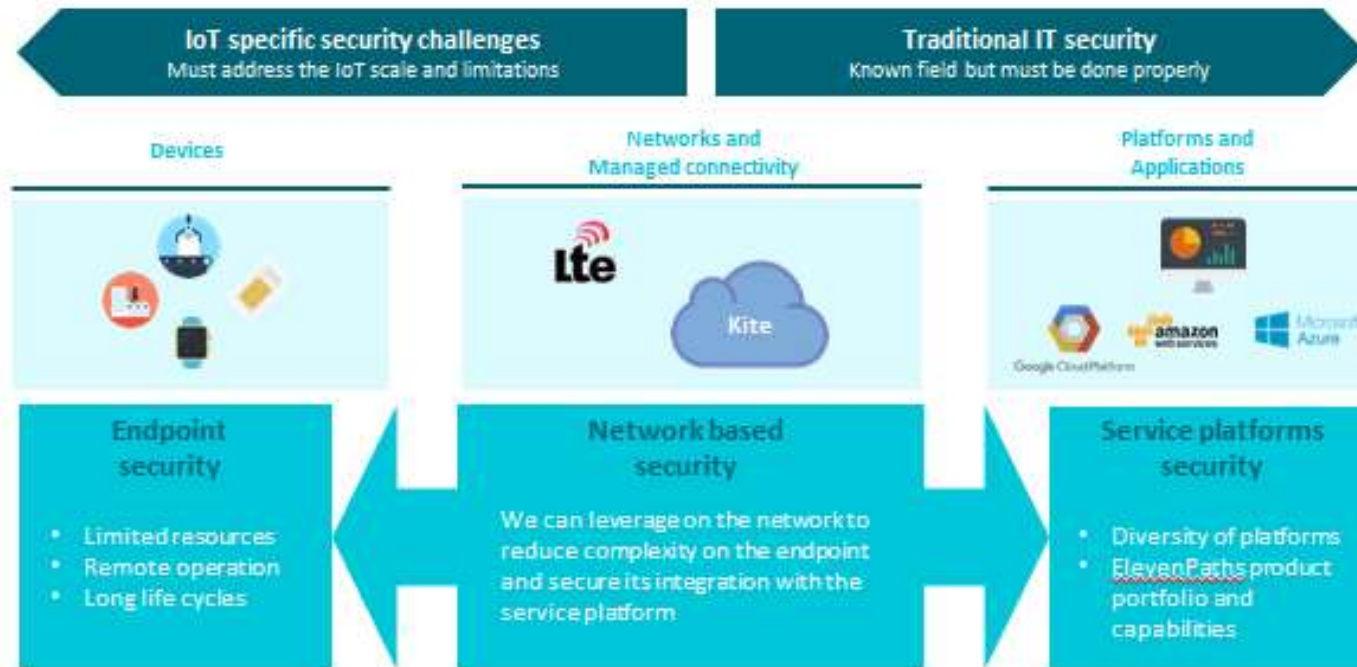 IoT specific security challenges
Must address the IoT scale and limitations
Traditional IT security
Known field but must be done properly
Devices
Networks and
Managed connectivity
Platforms and
Applications
Lte
Kite
Google Cloud Platform
amazon
web services
Microsoft
Azure
Endpoint
security
• Limited resources
• Remote operation
• Long life cycles
Network based
security
We can leverage on the network to
reduce complexity on the endpoint
and secure its integration with the
service platform
Service platforms
security
• Diversity of platforms
• ElevenPaths product
portfolio and
capabilities